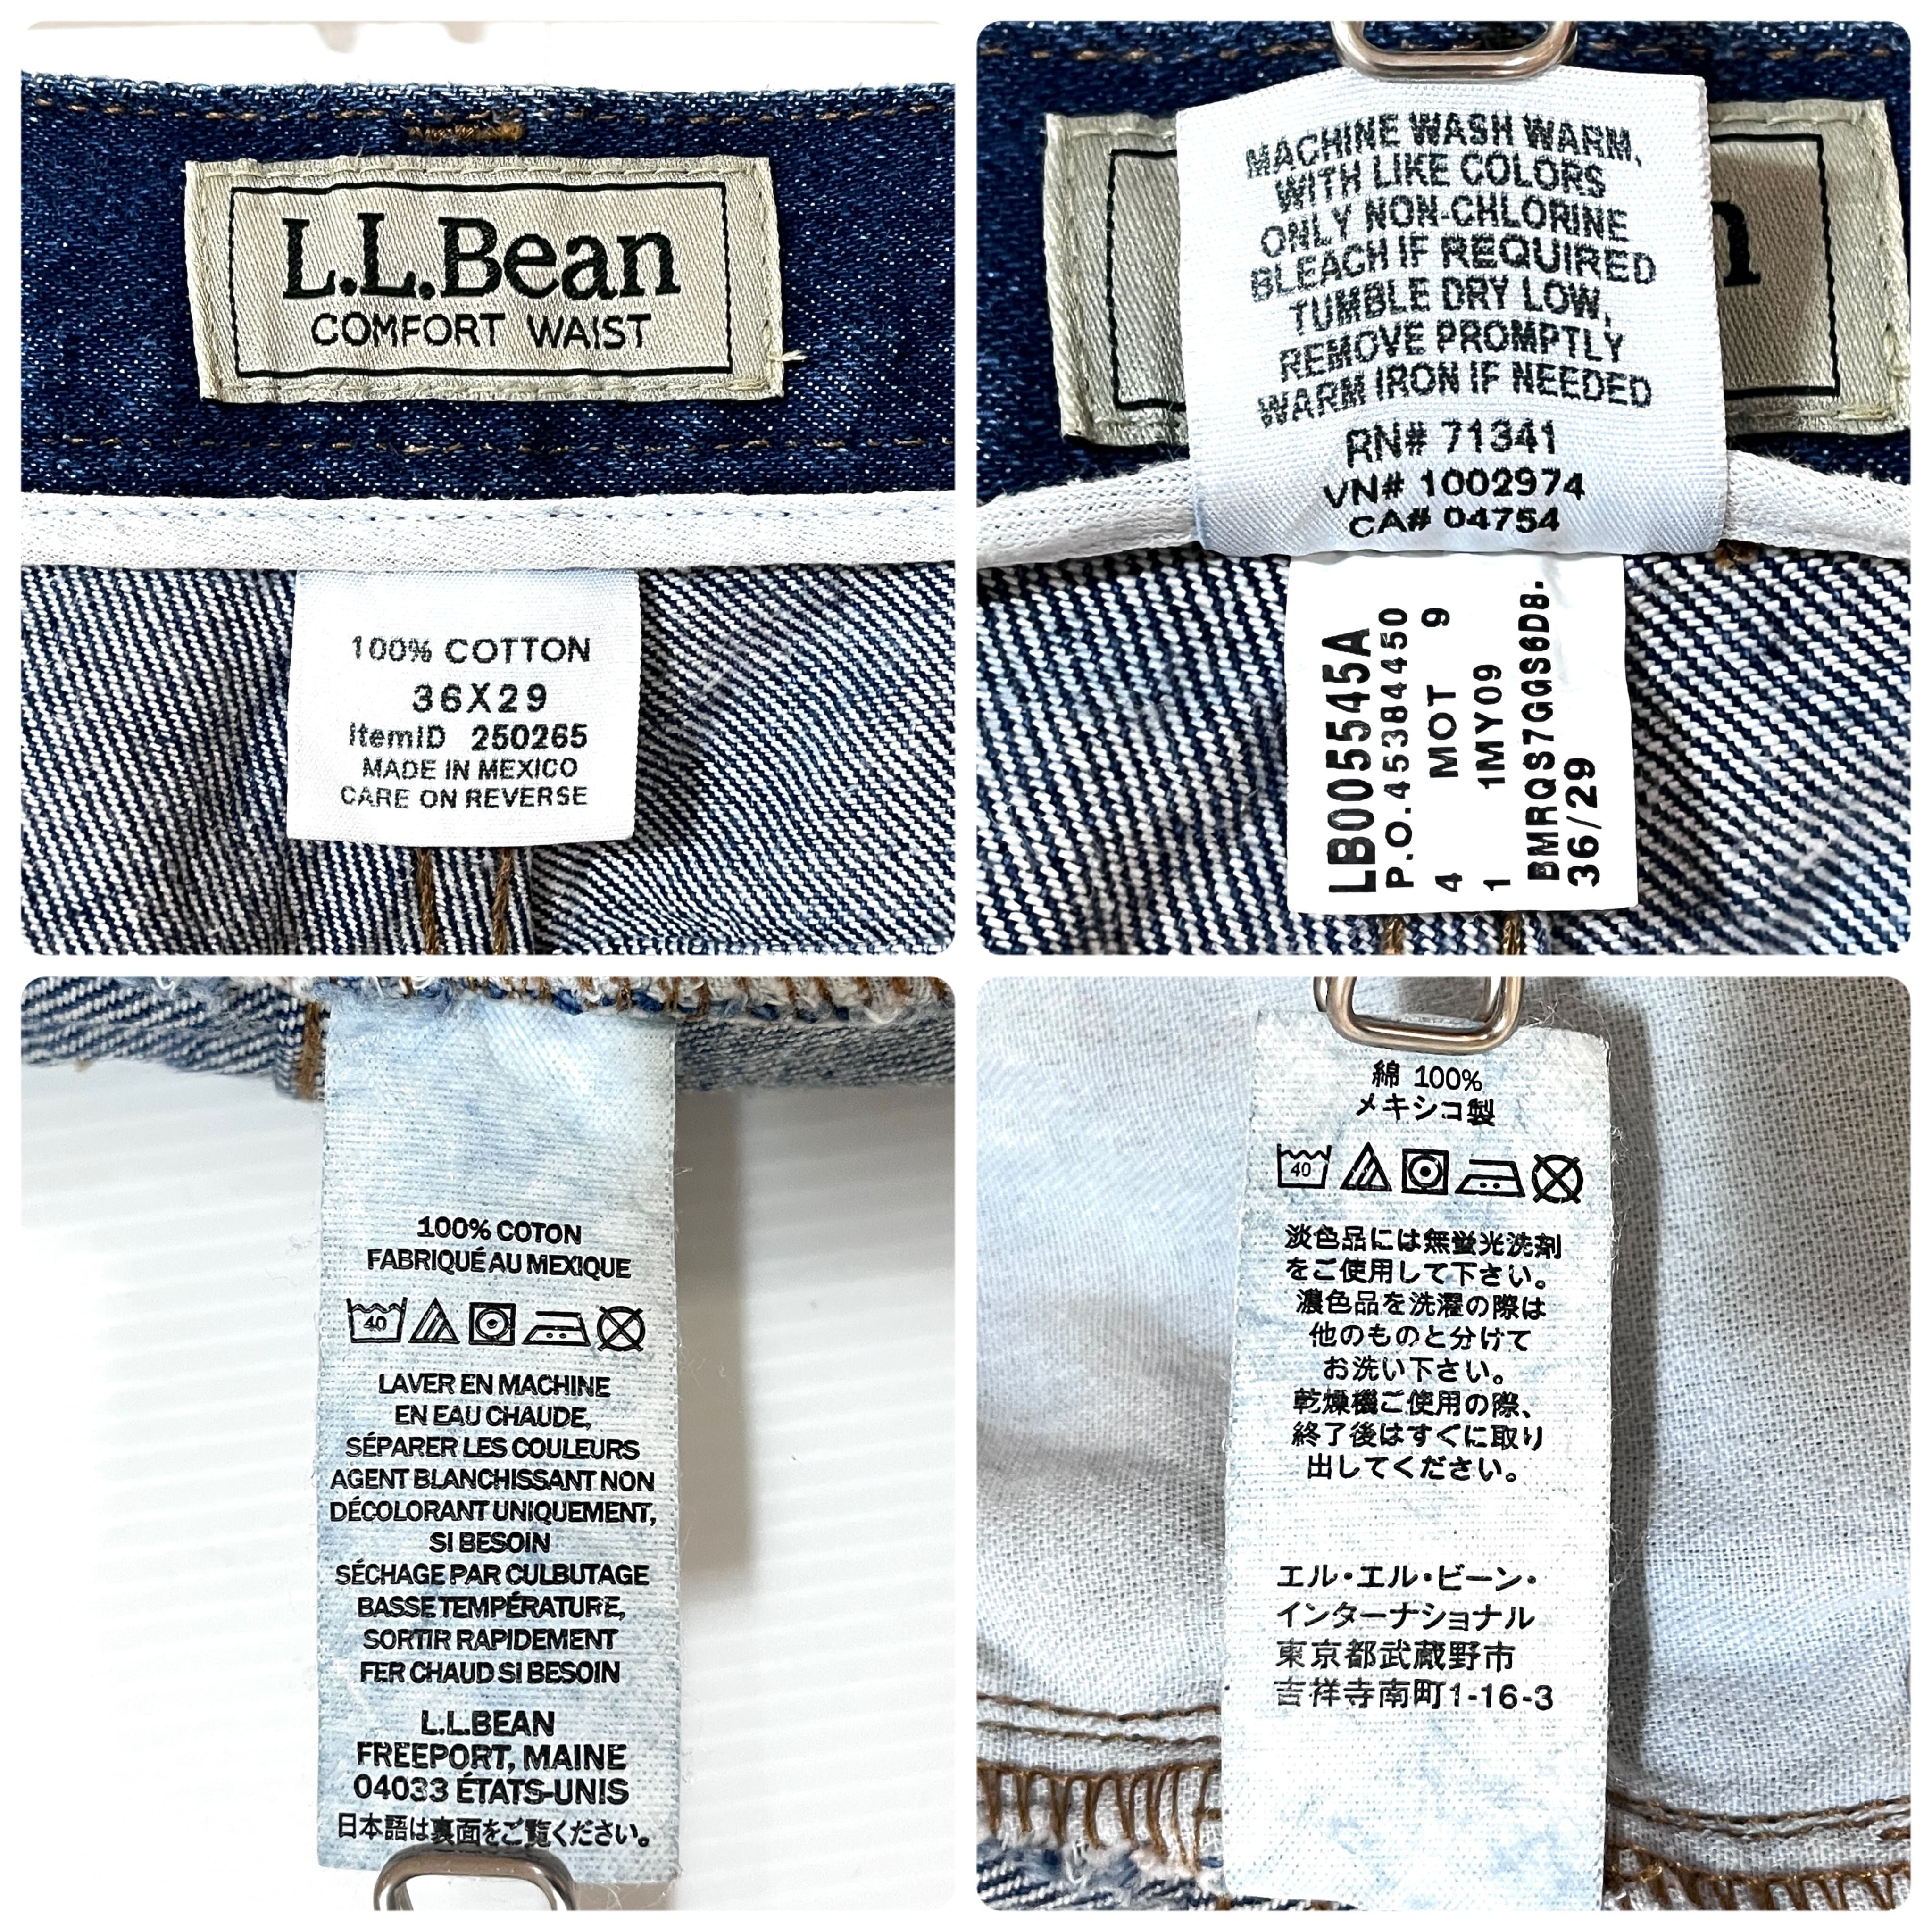 L.L.Bean
COMFORT WAIST
100% COTTON
36X29
ItemID 250265
MADE IN MEXICO
CARE ON REVERSE
n
MACHINE WASH WARM,
WITH LIKE COLORS
ONLY NON-CHLORINE
BLEACH IF REQUIRED
TUMBLE DRY LOW,
REMOVE PROMPTLY
WARM IRON IF NEEDED
RN# 71341
VN# 1002974
CA# 04754
LB005545A
P.O.45384450
4 MOT 9
1 1MY09
BMRQS7GGS6D8.
36/29
100% COTON
FABRIQUÉ AU MEXIQUE
40
LAVER EN MACHINE
EN EAU CHAUDE,
SÉPARER LES COULEURS
AGENT BLANCHISSANT NON
DÉCOLORANT UNIQUEMENT,
SI BESOIN
SÉCHAGE PAR CULBUTAGE
BASSE TEMPÉRATURE,
SORTIR RAPIDEMENT
FER CHAUD SI BESOIN
L.L.BEAN
FREEPORT, MAINE
04033 ÉTATS-UNIS
日本語は裏面をご覧ください。
綿 100%
メキシコ製
40
淡色品には無蛍光洗剤
をご使用して下さい。
濃色品を洗濯の際は
他のものと分けて
お洗い下さい。
乾燥機ご使用の際、
終了後はすぐに取り
出してください。
エル・エル・ビーン・
インターナショナル
東京都武蔵野市
吉祥寺南町1-16-3